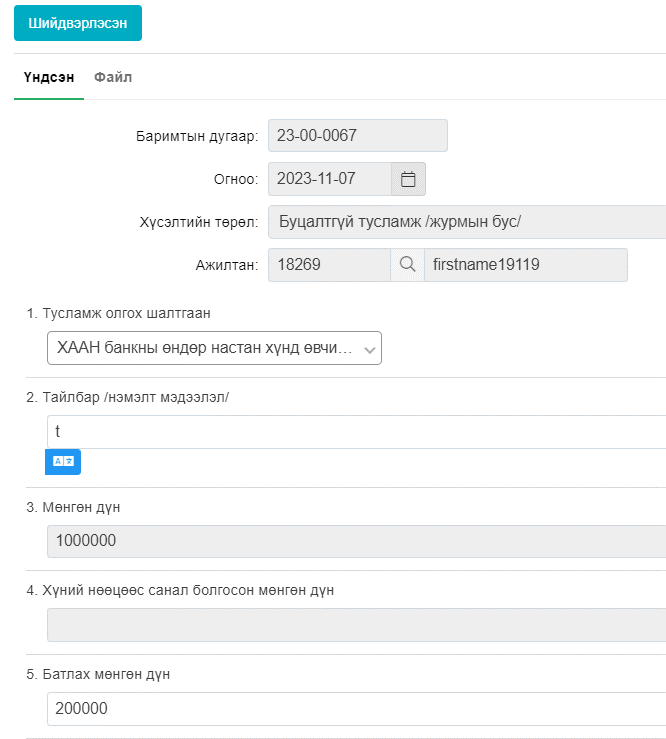 Шийдвэрлэсэн
Үндсэн Файл
Баримтын дугаар: 23-00-0067
Огноо: 2023-11-07
Хүсэлтийн төрөл: Буцалтгүй тусламж /журмын бус/
Ажилтан: 18269 firstname19119
1. Тусламж олгох шалтгаан
ХААН банкны өндөр настан хүнд өвчи...
2. Тайлбар /нэмэлт мэдээлэл/
t
3. Мөнгөн дүн
1000000
4. Хүний нөөцөөс санал болгосон мөнгөн дүн
5. Батлах мөнгөн дүн
200000